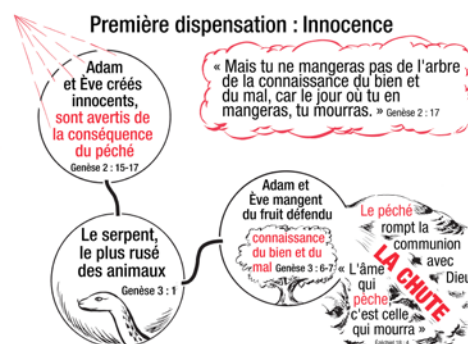 Première dispensation : Innocence
Adam
et Ève créés
innocents,
sont avertis de
la conséquence
du péché
Genèse 2 : 15-17
« Mais tu ne mangeras pas de l'arbre
de la connaissance du bien et
du mal, car le jour où tu en
mangeras, tu mourras. » Genèse 2 : 17
Le serpent,
le plus rusé
des animaux
Genèse 3 : 1
Adam et
Ève mangent
du fruit défendu
connaissance
du bien et du
mal Genèse 3 : 6-7
Le péché
rompt la
communion
avec
Dieu
LA CHUTE
« L'âme
qui
pèche,
c'est celle
qui mourra »